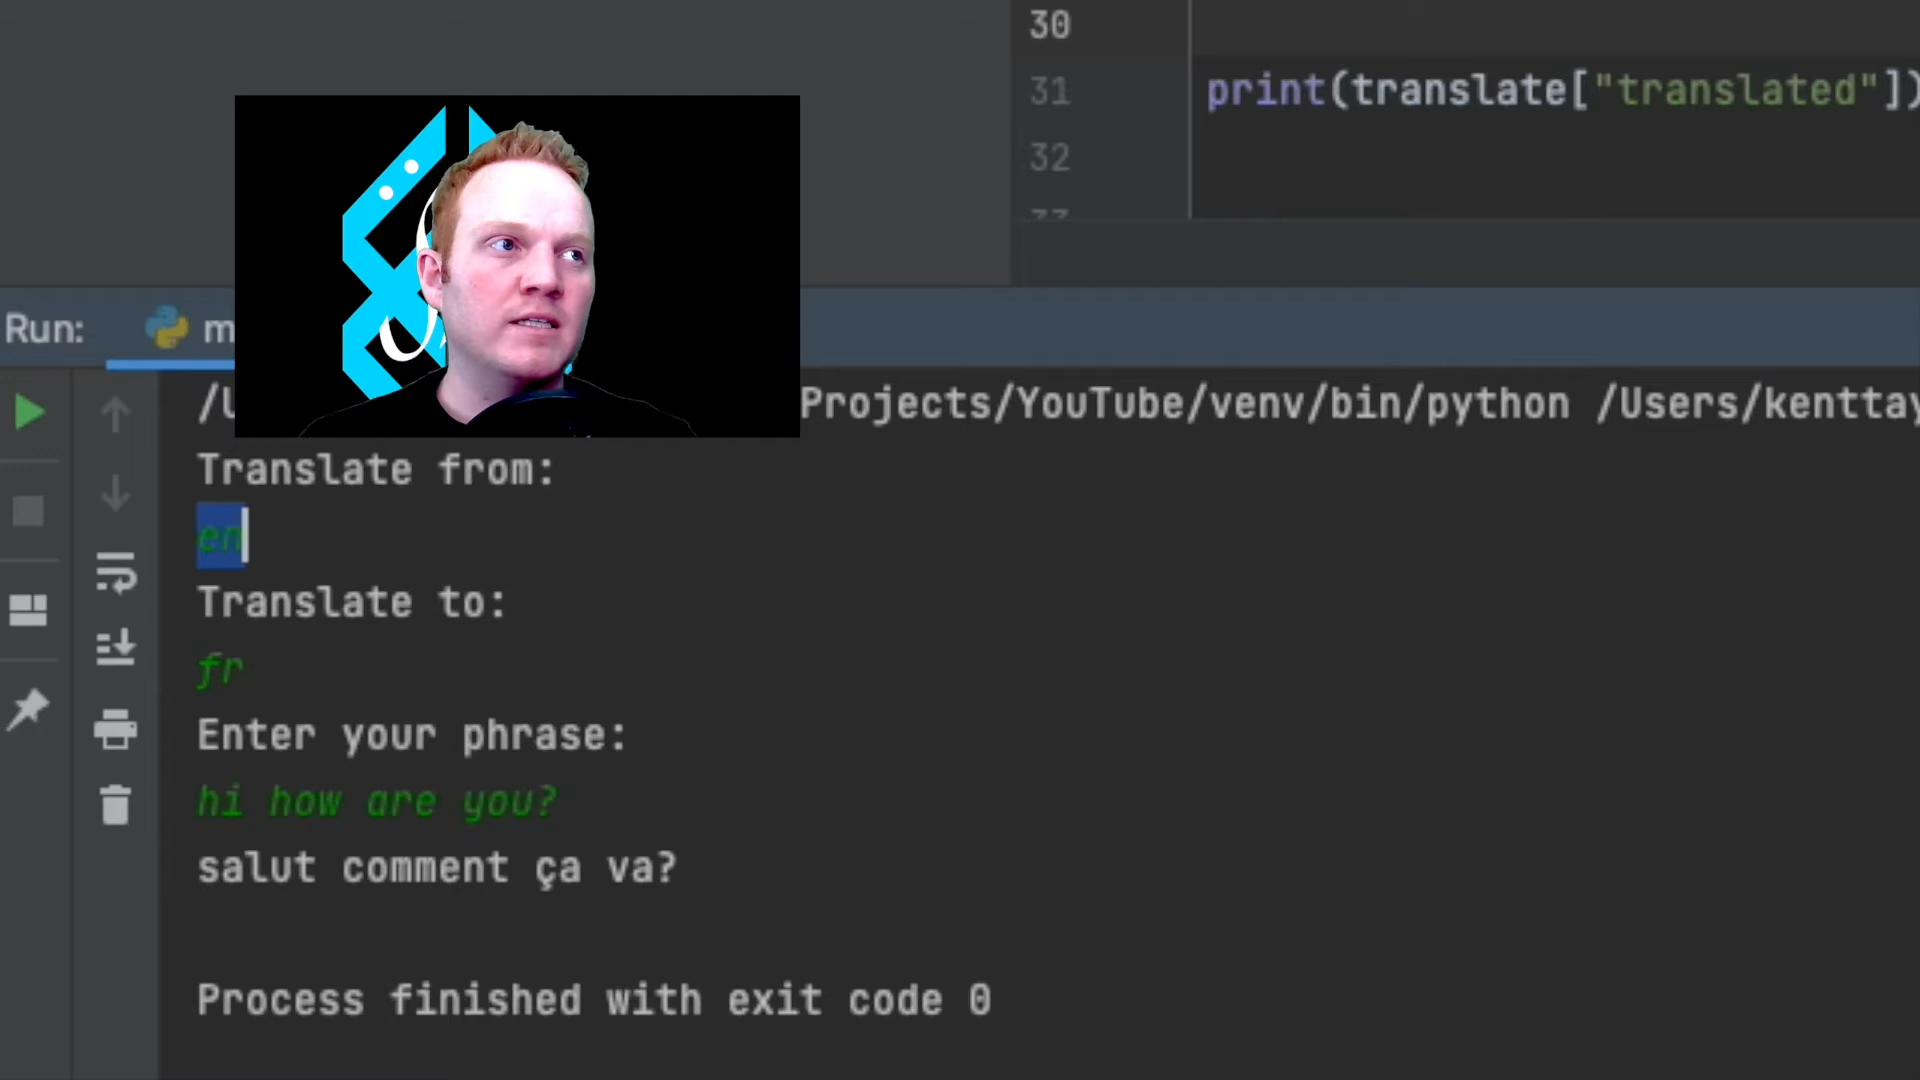 30
31 print(translate["translated"])
32
33
Run:
Projects/YouTube/venv/bin/python /Users/kenttay
Translate from:
en
Translate to:
fr
Enter your phrase:
hi how are you?
salut comment ça va?
Process finished with exit code 0